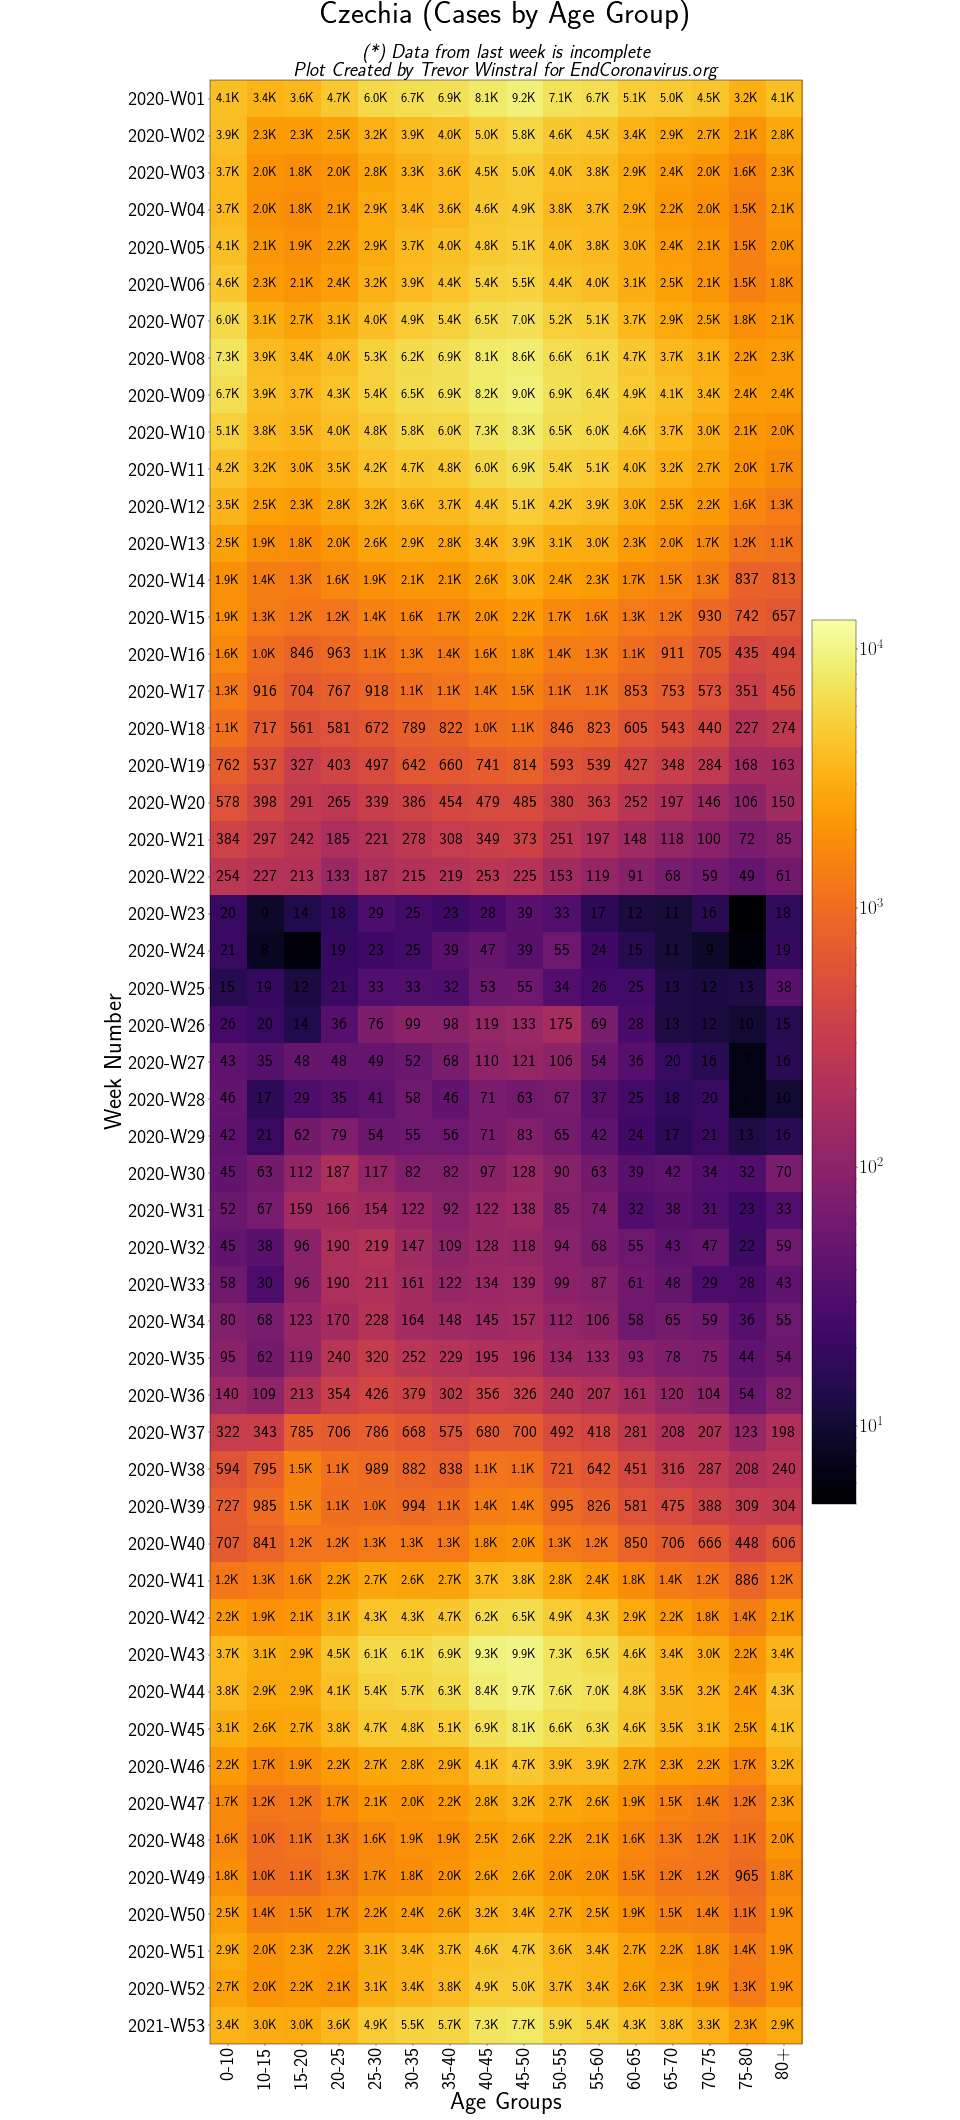 Czechia (Cases by Age Group)
(*) Data from last week is incomplete
Plot Created by Trevor Winstral for EndCoronavirus.org
2020-W01 4.1K 3.4K 3.6K 4.7K 6.0K 6.7K 6.9K 8.1K 9.2K 7.1K 6.7K 5.1K 5.0K 4.5K 3.2K 4.1K
2020-W02 3.9K 2.3K 2.3K 2.5K 3.2K 3.9K 4.0K 5.0K 5.8K 4.6K 4.5K 3.4K 2.9K 2.7K 2.1K 2.8K
2020-W03 3.7K 2.0K 1.8K 2.0K 2.8K 3.3K 3.6K 4.5K 5.0K 4.0K 3.8K 2.9K 2.4K 2.0K 1.6K 2.3K
2020-W04 3.7K 2.0K 1.8K 2.1K 2.9K 3.4K 3.6K 4.6K 4.9K 3.8K 3.7K 2.9K 2.2K 2.0K 1.5K 2.1K
2020-W05 4.1K 2.1K 1.9K 2.2K 2.9K 3.7K 4.0K 4.8K 5.1K 4.0K 3.8K 3.0K 2.4K 2.1K 1.5K 2.0K
2020-W06 4.6K 2.3K 2.1K 2.4K 3.2K 3.9K 4.4K 5.4K 5.5K 4.4K 4.0K 3.1K 2.5K 2.1K 1.5K 1.8K
2020-W07 6.0K 3.1K 2.7K 3.1K 4.0K 4.9K 5.4K 6.5K 7.0K 5.2K 5.1K 3.7K 2.9K 2.5K 1.8K 2.1K
2020-W08 7.3K 3.9K 3.4K 4.0K 5.3K 6.2K 6.9K 8.1K 8.6K 6.6K 6.1K 4.7K 3.7K 3.1K 2.2K 2.3K
2020-W09 6.7K 3.9K 3.7K 4.3K 5.4K 6.5K 6.9K 8.2K 9.0K 6.9K 6.4K 4.9K 4.1K 3.4K 2.4K 2.4K
2020-W10 5.1K 3.8K 3.5K 4.0K 4.8K 5.8K 6.0K 7.3K 8.3K 6.5K 6.0K 4.6K 3.7K 3.0K 2.1K 2.0K
2020-W11 4.2K 3.2K 3.0K 3.5K 4.2K 4.7K 4.8K 6.0K 6.9K 5.4K 5.1K 4.0K 3.2K 2.7K 2.0K 1.7K
2020-W12 3.5K 2.5K 2.3K 2.8K 3.2K 3.6K 3.7K 4.4K 5.1K 4.2K 3.9K 3.0K 2.5K 2.2K 1.6K 1.3K
2020-W13 2.5K 1.9K 1.8K 2.0K 2.6K 2.9K 2.8K 3.4K 3.9K 3.1K 3.0K 2.3K 2.0K 1.7K 1.2K 1.1K
2020-W14 1.9K 1.4K 1.3K 1.6K 1.9K 2.1K 2.1K 2.6K 3.0K 2.4K 2.3K 1.7K 1.5K 1.3K 837 813
2020-W15 1.9K 1.3K 1.2K 1.2K 1.4K 1.6K 1.7K 2.0K 2.2K 1.7K 1.6K 1.3K 1.2K 930 742 657
2020-W16 1.6K 1.0K 846 963 1.1K 1.3K 1.4K 1.6K 1.8K 1.4K 1.3K 1.1K 911 705 435 494
2020-W17 1.3K 916 704 767 918 1.1K 1.1K 1.4K 1.5K 1.1K 1.1K 853 753 573 351 456
2020-W18 1.1K 717 561 581 672 789 822 1.0K 1.1K 846 823 605 543 440 227 274
2020-W19 762 537 327 403 497 642 660 741 814 593 539 427 348 284 168 163
2020-W20 578 398 291 265 339 386 454 479 485 380 363 252 197 146 106 150
2020-W21 384 297 242 185 221 278 308 349 373 251 197 148 118 100 72 85
2020-W22 254 227 213 133 187 215 219 253 225 153 119 91 68 59 49 61
2020-W23 20 9 14 18 29 25 23 28 39 33 17 12 11 16 18
2020-W24 21 8 19 23 25 39 47 39 55 24 15 11 9 19
2020-W25 15 19 12 21 33 33 32 53 55 34 26 25 13 12 13 38
2020-W26 26 20 14 36 76 99 98 119 133 175 69 28 13 12 10 15
2020-W27 43 35 48 48 49 52 68 110 121 106 54 36 20 16 7 16
2020-W28 46 17 29 35 41 58 46 71 63 67 37 25 18 20 7 10
2020-W29 42 21 62 79 54 55 56 71 83 65 42 24 17 21 13 16
2020-W30 45 63 112 187 117 82 82 97 128 90 63 39 42 34 32 70
2020-W31 52 67 159 166 154 122 92 122 138 85 74 32 38 31 23 33
2020-W32 45 38 96 190 219 147 109 128 118 94 68 55 43 47 22 59
2020-W33 58 30 96 190 211 161 122 134 139 99 87 61 48 29 28 43
2020-W34 80 68 123 170 228 164 148 145 157 112 106 58 65 59 36 55
2020-W35 95 62 119 240 320 252 229 195 196 134 133 93 78 75 44 54
2020-W36 140 109 213 354 426 379 302 356 326 240 207 161 120 104 54 82
2020-W37 322 343 785 706 786 668 575 680 700 492 418 281 208 207 123 198
2020-W38 594 795 1.5K 1.1K 989 882 838 1.1K 1.1K 721 642 451 316 287 208 240
2020-W39 727 985 1.5K 1.1K 1.0K 994 1.1K 1.4K 1.4K 995 826 581 475 388 309 304
2020-W40 707 841 1.2K 1.2K 1.3K 1.3K 1.3K 1.8K 2.0K 1.3K 1.2K 850 706 666 448 606
2020-W41 1.2K 1.3K 1.6K 2.2K 2.7K 2.6K 2.7K 3.7K 3.8K 2.8K 2.4K 1.8K 1.4K 1.2K 886 1.2K
2020-W42 2.2K 1.9K 2.1K 3.1K 4.3K 4.3K 4.7K 6.2K 6.5K 4.9K 4.3K 2.9K 2.2K 1.8K 1.4K 2.1K
2020-W43 3.7K 3.1K 2.9K 4.5K 6.1K 6.1K 6.9K 9.3K 9.9K 7.3K 6.5K 4.6K 3.4K 3.0K 2.2K 3.4K
2020-W44 3.8K 2.9K 2.9K 4.1K 5.4K 5.7K 6.3K 8.4K 9.7K 7.6K 7.0K 4.8K 3.5K 3.2K 2.4K 4.3K
2020-W45 3.1K 2.6K 2.7K 3.8K 4.7K 4.8K 5.1K 6.9K 8.1K 6.6K 6.3K 4.6K 3.5K 3.1K 2.5K 4.1K
2020-W46 2.2K 1.7K 1.9K 2.2K 2.7K 2.8K 2.9K 4.1K 4.7K 3.9K 3.9K 2.7K 2.3K 2.2K 1.7K 3.2K
2020-W47 1.7K 1.2K 1.2K 1.7K 2.1K 2.0K 2.2K 2.8K 3.2K 2.7K 2.6K 1.9K 1.5K 1.4K 1.2K 2.3K
2020-W48 1.6K 1.0K 1.1K 1.3K 1.6K 1.9K 1.9K 2.5K 2.6K 2.2K 2.1K 1.6K 1.3K 1.2K 1.1K 2.0K
2020-W49 1.8K 1.0K 1.1K 1.3K 1.7K 1.8K 2.0K 2.6K 2.6K 2.0K 2.0K 1.5K 1.2K 1.2K 965 1.8K
2020-W50 2.5K 1.4K 1.5K 1.7K 2.2K 2.4K 2.6K 3.2K 3.4K 2.7K 2.5K 1.9K 1.5K 1.4K 1.1K 1.9K
2020-W51 2.9K 2.0K 2.3K 2.2K 3.1K 3.4K 3.7K 4.6K 4.7K 3.6K 3.4K 2.7K 2.2K 1.8K 1.4K 1.9K
2020-W52 2.7K 2.0K 2.2K 2.1K 3.1K 3.4K 3.8K 4.9K 5.0K 3.7K 3.4K 2.6K 2.3K 1.9K 1.3K 1.9K
2021-W53 3.4K 3.0K 3.0K 3.6K 4.9K 5.5K 5.7K 7.3K 7.7K 5.9K 5.4K 4.3K 3.8K 3.3K 2.3K 2.9K
0-10 10-15 15-20 20-25 25-30 30-35 35-40 40-45 45-50 50-55 55-60 60-65 65-70 70-75 75-80 80+
Age Groups
Week Number
10^4
10^3
10^2
10^1